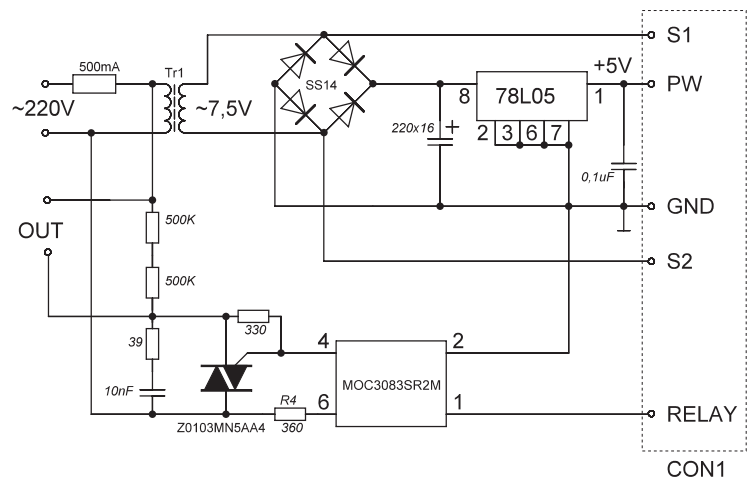 S1
500mA
Tr1
+5V
SS14
PW
~220V
~7,5V
8
78L05
1
220x16
+
2
3
6
7
0,1uF
GND
500K
OUT
S2
500K
330
39
4
2
MOC3083SR2M
10nF
R4
6
1
RELAY
Z0103MN5AA4
360
CON1